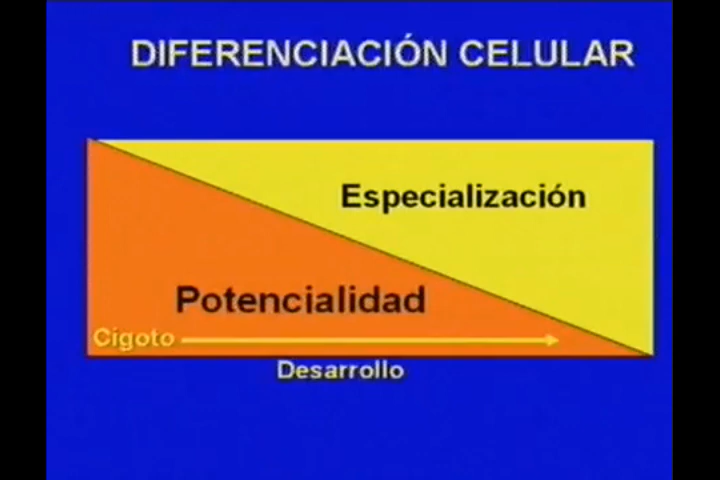 DIFERENCIACIÓN CELULAR
Especialización
Potencialidad
Cigoto
Desarrollo